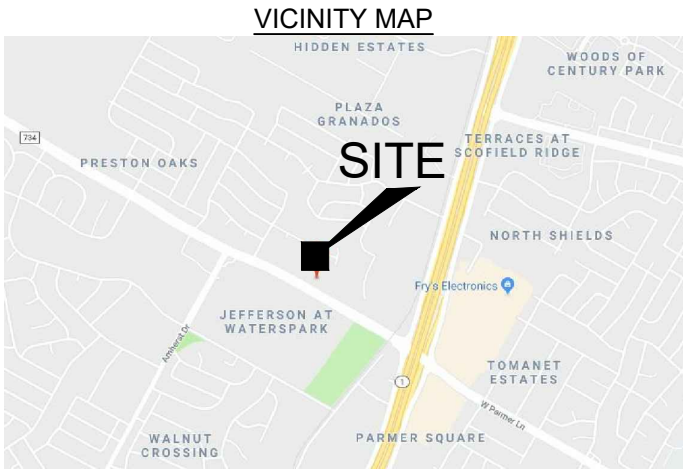 VICINITY MAP
HIDDEN ESTATES
WOODS OF
CENTURY PARK
PLAZA
GRANADOS
734
TERRACES AT
SCOFIELD RIDGE
PRESTON OAKS
SITE
NORTH SHIELDS
Fry's Electronics
JEFFERSON AT
WATERSPARK
Amherst Dr
TOMANET
ESTATES
1
W Parmer Ln
WALNUT
CROSSING
PARMER SQUARE